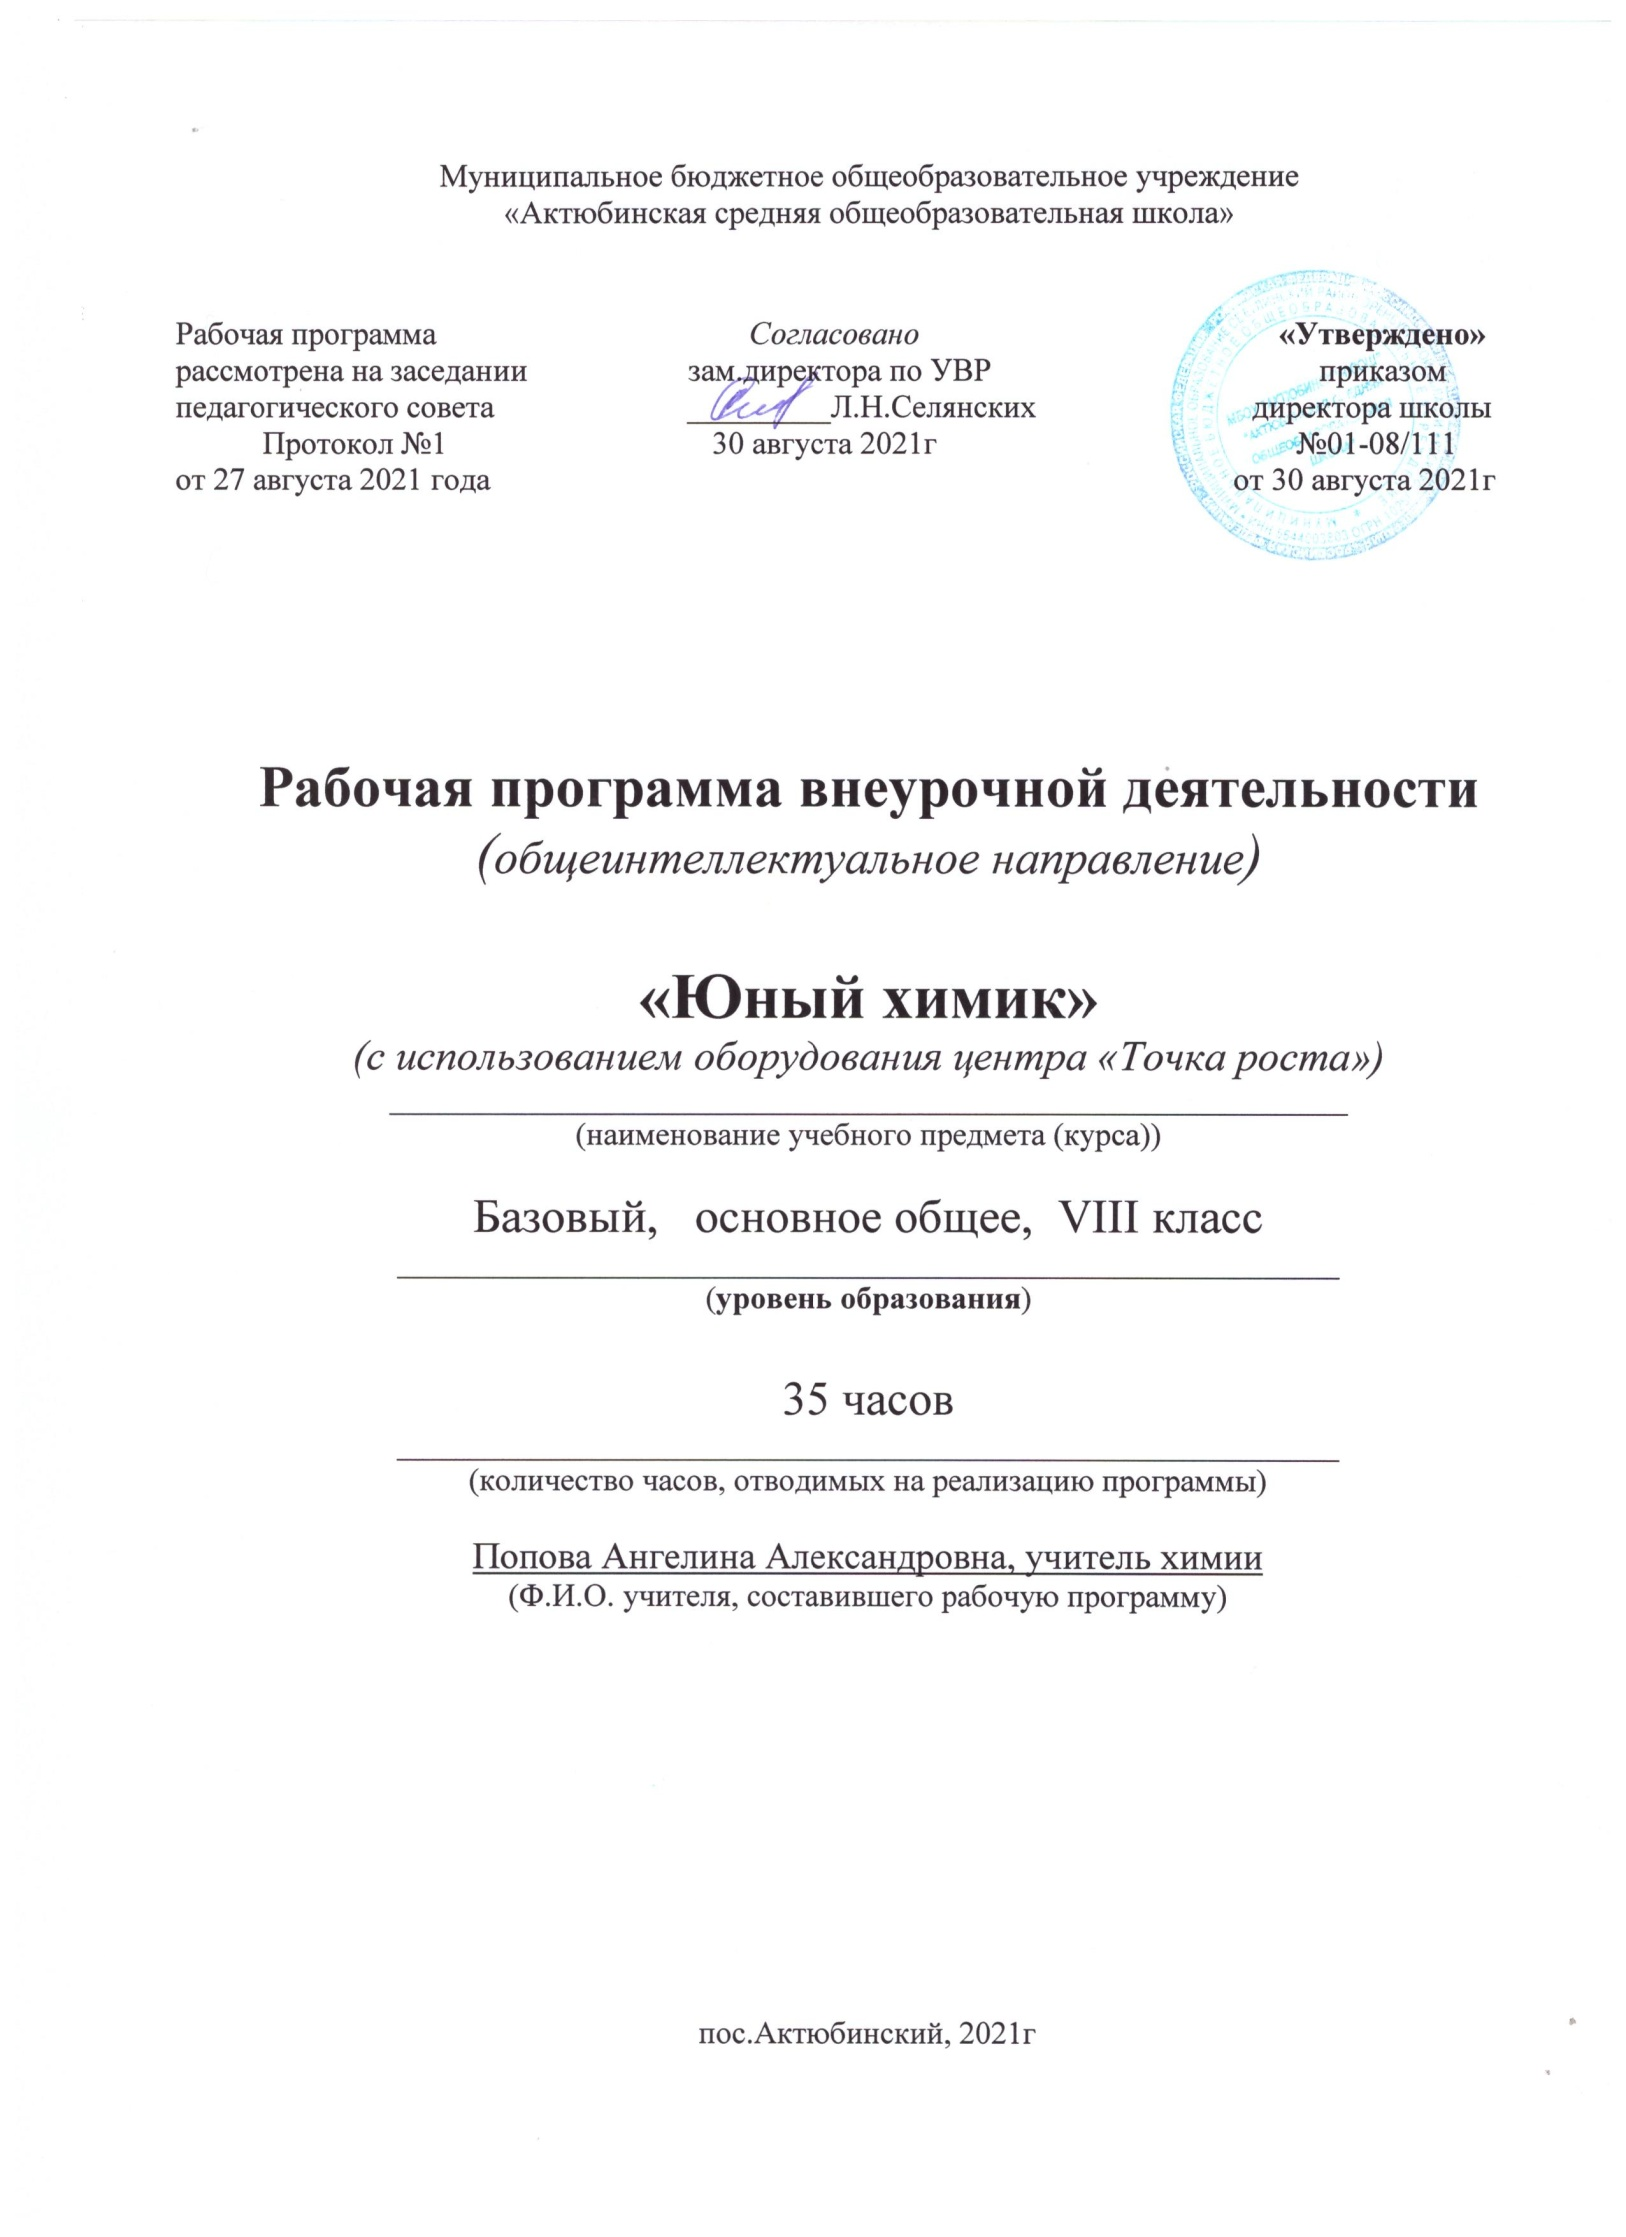 Муниципальное бюджетное общеобразовательное учреждение
«Актюбинская средняя общеобразовательная школа»
Рабочая программа
рассмотрена на заседании
педагогического совета
Протокол №1
от 27 августа 2021 года
Согласовано
зам.директора по УВР
__________Л.Н.Селянских
30 августа 2021г
«Утверждено»
приказом
директора школы
№01-08/111
от 30 августа 2021г
Рабочая программа внеурочной деятельности
(общеинтеллектуальное направление)
«Юный химик»
(с использованием оборудования центра «Точка роста»)
(наименование учебного предмета (курса))
Базовый, основное общее, VIII класс
(уровень образования)
35 часов
(количество часов, отводимых на реализацию программы)
Попова Ангелина Александровна, учитель химии
(Ф.И.О. учителя, составившего рабочую программу)
пос.Актюбинский, 2021г